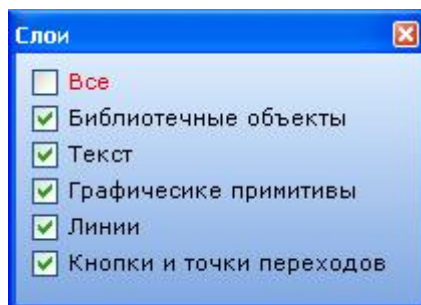 Слои
Все
Библиотечные объекты
Текст
Графичесике примитивы
Линии
Кнопки и точки переходов